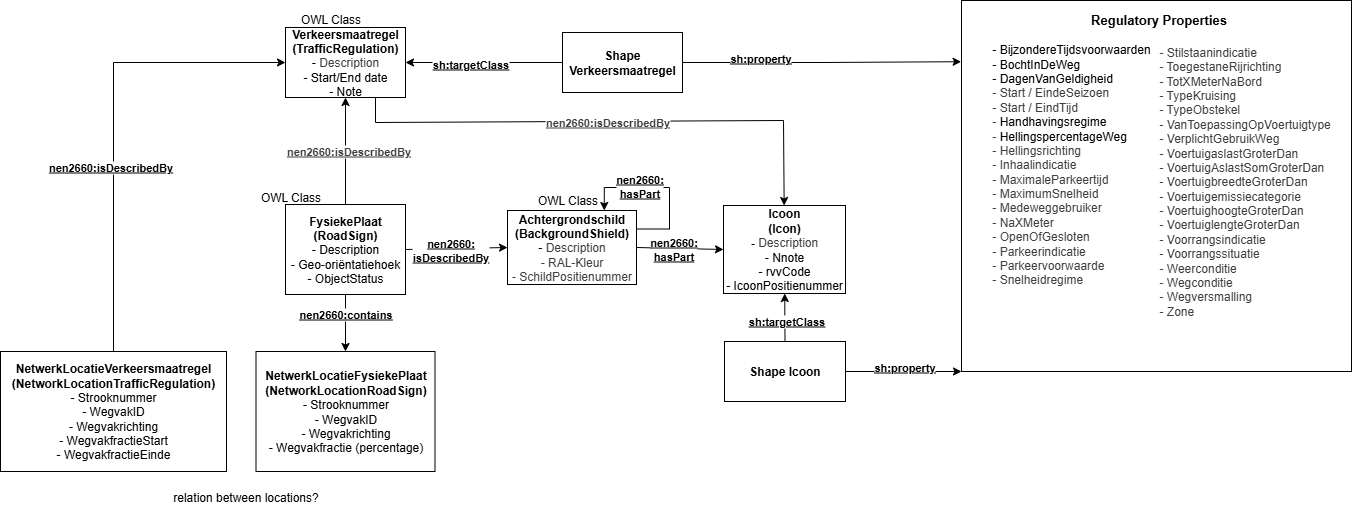 OWL Class
Verkeersmaatregel
(TrafficRegulation)
- Description
- Start/End date
- Note
sh:targetClass
Shape
Verkeersmaatregel
sh:property
Regulatory Properties
- BijzondereTijdsvoorwaarden
- BochtInDeWeg
- DagenVanGeldigheid
- Start / EindeSeizoen
- Start / EindTijd
- Handhavingsregime
- HellingspercentageWeg
- Hellingsrichting
- Inhaalindicatie
- MaximaleParkeertijd
- MaximumSnelheid
- Medeweggebruiker
- NaXMeter
- OpenOfGesloten
- Parkeerindicatie
- Parkeervoorwaarde
- Snelheidregime
- Stilstaanindicatie
- ToegestaneRijrichting
- TotXMeterNaBord
- TypeKruising
- TypeObstekel
- VanToepassingOpVoertuigtype
- VerplichtGebruikWeg
- VoertuigaslastGroterDan
- VoertuigAslastSomGroterDan
- VoertuigbreedteGroterDan
- Voertuigemissiecategorie
- VoertuighoogteGroterDan
- VoertuiglengteGroterDan
- Voorrangsindicatie
- Voorrangssituatie
- Weerconditie
- Wegconditie
- Wegversmalling
- Zone
nen2660:isDescribedBy
nen2660:isDescribedBy
nen2660:isDescribedBy
OWL Class
FysiekePlaat
(RoadSign)
- Description
- Geo-oriëntatiehoek
- ObjectStatus
nen2660:
isDescribedBy
OWL Class
Achtergrondschild
(BackgroundShield)
- Description
- RAL-Kleur
- SchildPositienummer
nen2660:
hasPart
nen2660:
hasPart
Icoon
(Icon)
- Description
- Nnote
- rvvCode
- IcoonPositienummer
nen2660:contains
sh:targetClass
Shape Icoon
sh:property
NetwerkLocatieVerkeersmaatregel
(NetworkLocationTrafficRegulation)
- Strooknummer
- WegvakID
- Wegvakrichting
- WegvakfractieStart
- WegvakfractieEinde
NetwerkLocatieFysiekePlaat
(NetworkLocationRoadSign)
- Strooknummer
- WegvakID
- Wegvakrichting
- Wegvakfractie (percentage)
relation between locations?